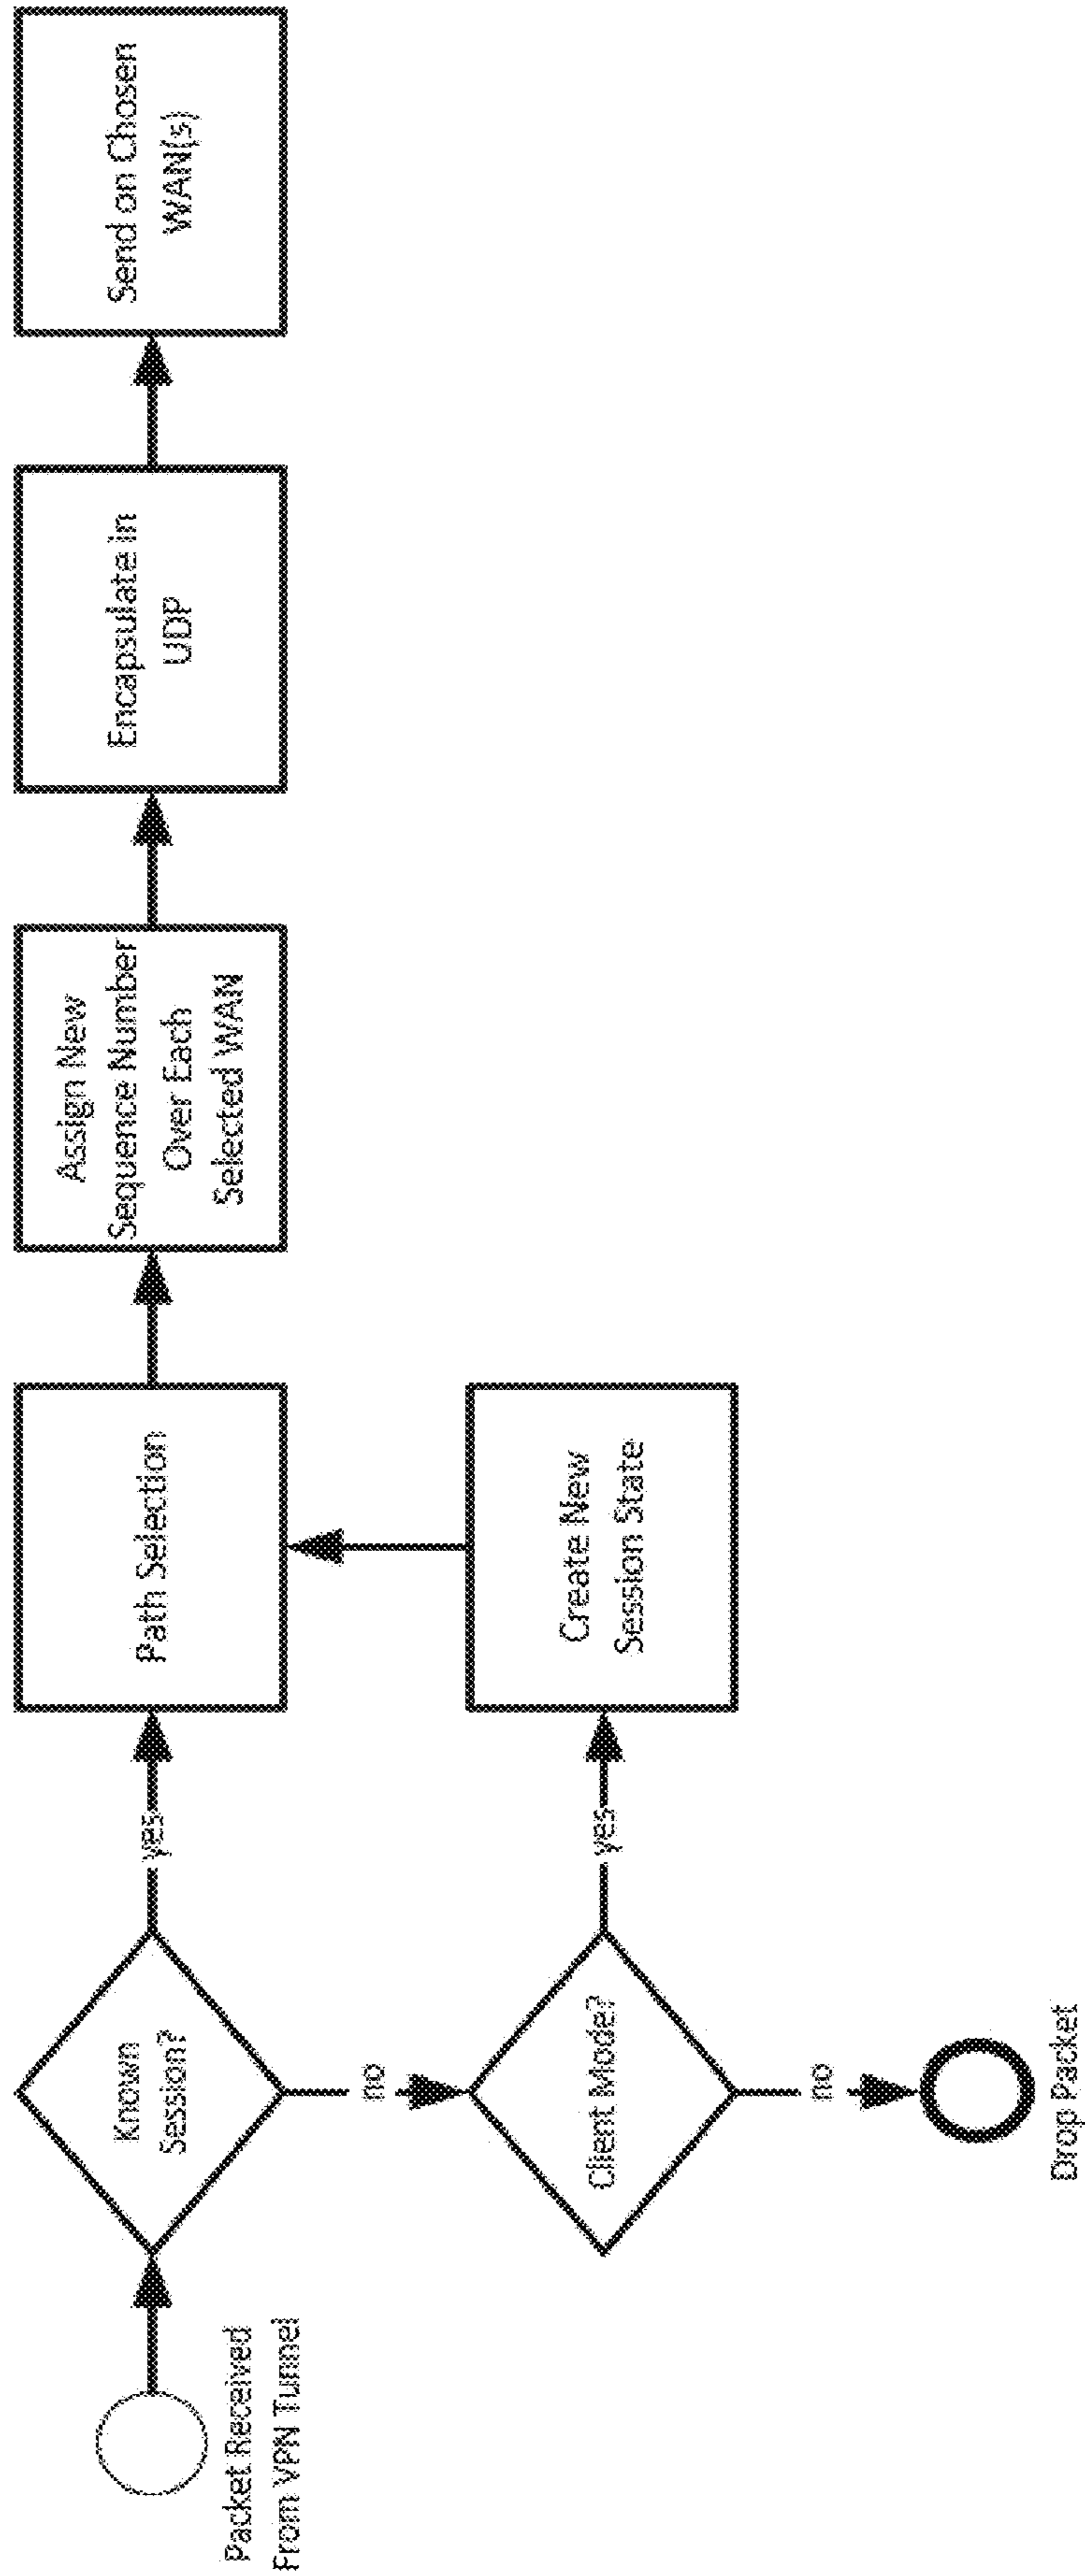 Packet Received
From VPN Tunnel
Known
Session?
yes
Path Selection
Assign New
Sequence Number
Over Each
Selected WAN
Encapsulate in
UDP
Send on Chosen
WAN(s)
no
Client Mode?
yes
Create New
Session State
no
Drop Packet